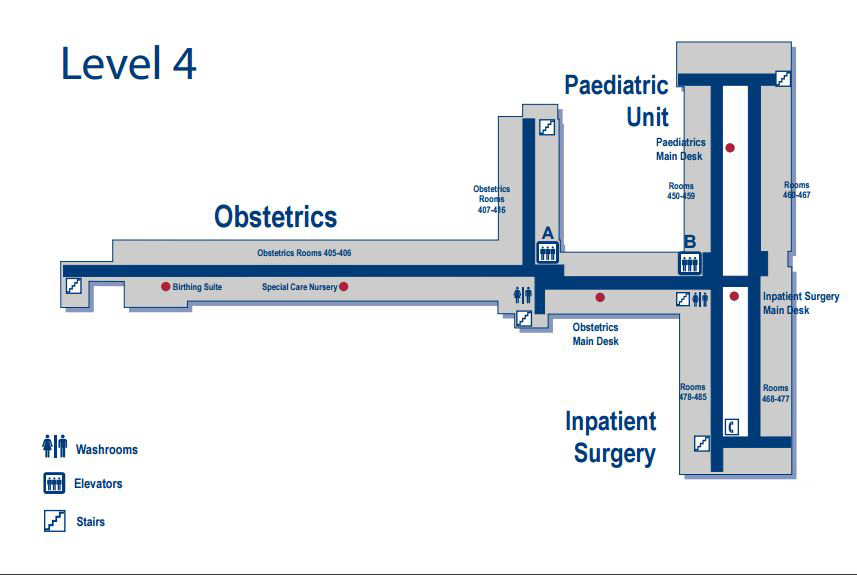 Level 4
Paediatric
Unit
Paediatrics
Main Desk
Obstetrics
Rooms
407-416
Rooms
450-459
Rooms
460-467
Obstetrics
A
B
Obstetrics Rooms 405-406
Birthing Suite
Special Care Nursery
Inpatient Surgery
Main Desk
Obstetrics
Main Desk
Rooms
478-485
Rooms
468-477
Inpatient
Surgery
Washrooms
Elevators
Stairs